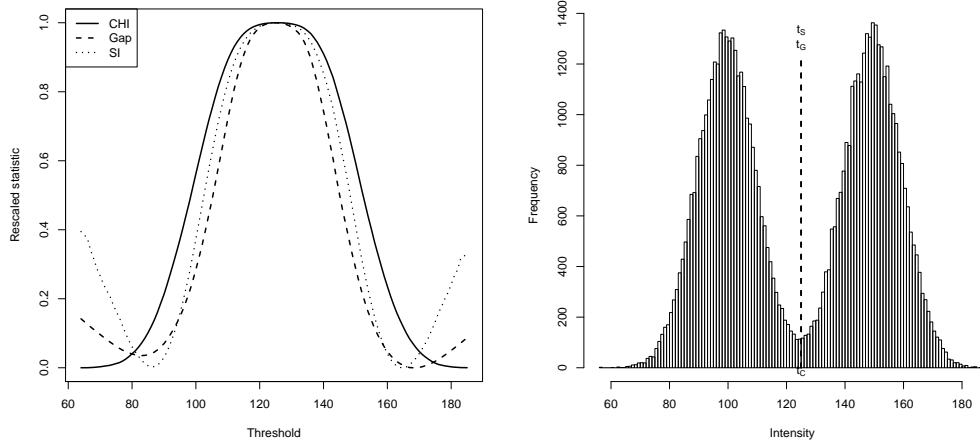 CHI
Gap
SI
Rescaled statistic
1.0
0.8
0.6
0.4
0.2
0.0
60 80 100 120 140 160 180
Threshold
tS
tG
Frequency
1400
1200
1000
800
600
400
200
0
tC
60 80 100 120 140 160 180
Intensity